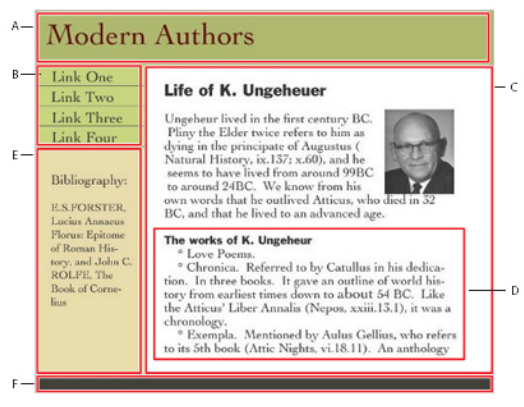 A
Modern Authors
B
Link One
Link Two
Link Three
Link Four
C
Life of K. Ungeheuer
Ungeheur lived in the first century BC.
Pliny the Elder twice refers to him as
dying in the principate of Augustus (
Natural History, ix.137; x.60), and he
seems to have lived from around 99BC
to around 24BC. We know from his
own words that he outlived Atticus, who died in 32
BC, and that he lived to an advanced age.
E
Bibliography:
E.S.FORSTER,
Lucius Annaeus
Florus: Epitome
of Roman His-
tory, and John C.
ROLFE, The
Book of Corne-
lius
The works of K. Ungeheur
° Love Poems.
° Chronica. Referred to by Catullus in his dedica-
tion. In three books. It gave an outline of world his-
tory from earliest times down to about 54 BC. Like
the Atticus' Liber Annalis (Nepos, xxiii.13.1), it was a
chronology.
° Exempla. Mentioned by Aulus Gellius, who refers
to its 5th book (Attic Nights, vi.18.11). An anthology
D
F